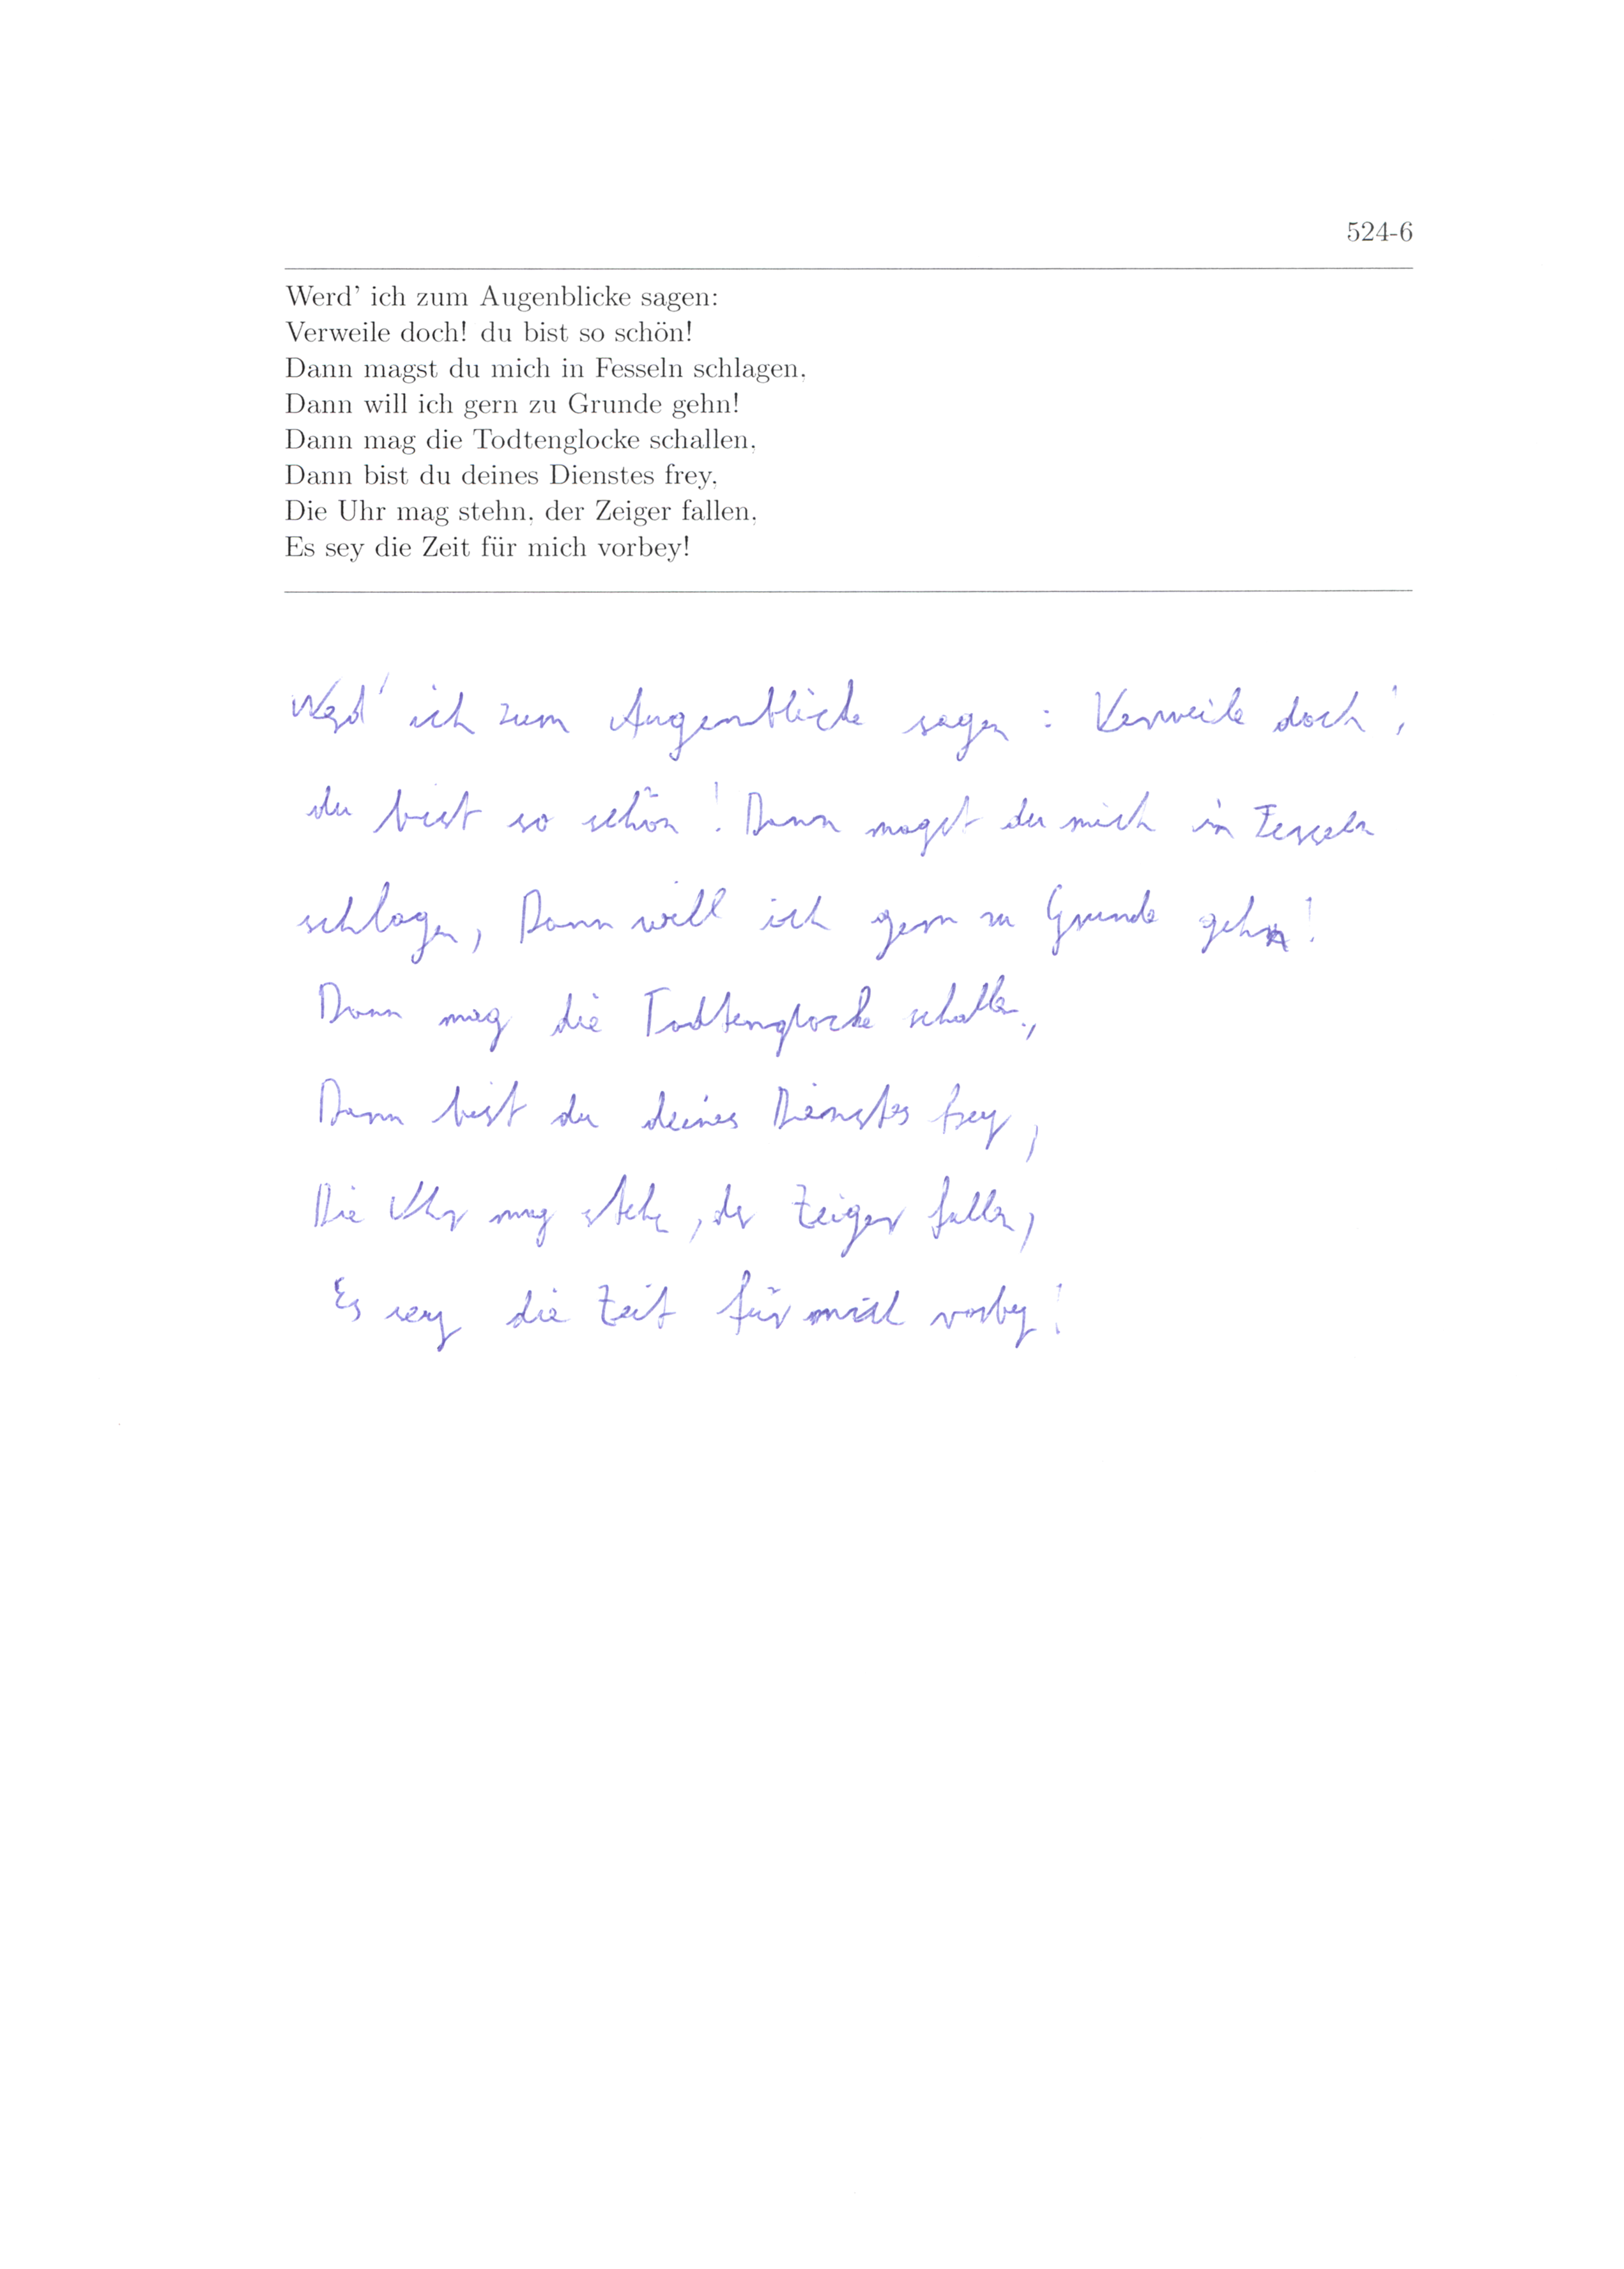 524-6
Werd' ich zum Augenblicke sagen:
Verweile doch! du bist so schön!
Dann magst du mich in Fesseln schlagen,
Dann will ich gern zu Grunde gehn!
Dann mag die Todtenglocke schallen,
Dann bist du deines Dienstes frey,
Die Uhr mag stehn, der Zeiger fallen,
Es sey die Zeit für mich vorbey!
Werd' ich zum Augenblicke sagen : Verweile doch !,
du bist so schön ! Dann magst du mich in Fesseln
schlagen, Dann will ich gern zu Grunde gehn!
Dann mag die Todtenglocke schallen,
Dann bist du deines Dienstes frey,
Die Uhr mag stehn, der Zeiger fallen,
Es sey die Zeit für mich vorbey!